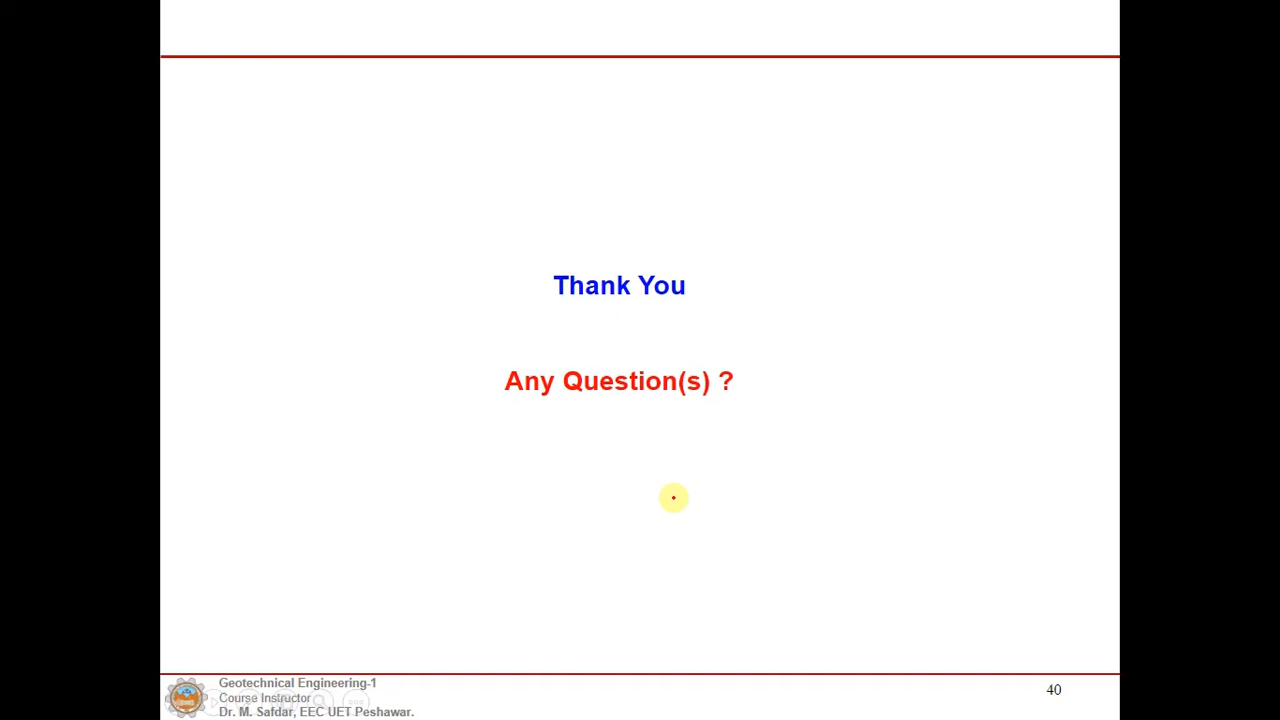 Thank You
Any Question(s) ?
Geotechnical Engineering-1
Course Instructor
Dr. M. Safdar, EEC UET Peshawar.
40